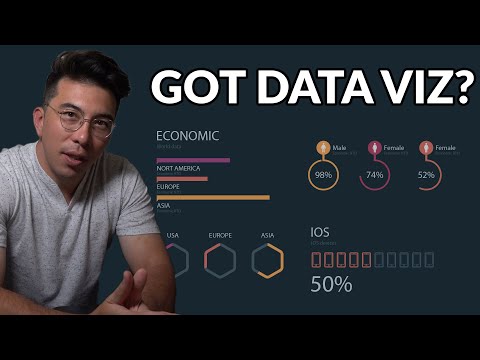 GOT DATA VIZ?
ECONOMIC
NORT AMERICA
EUROPE
ASIA
Male
98%
Female
74%
Female
52%
USA
EUROPE
ASIA
IOS
50%